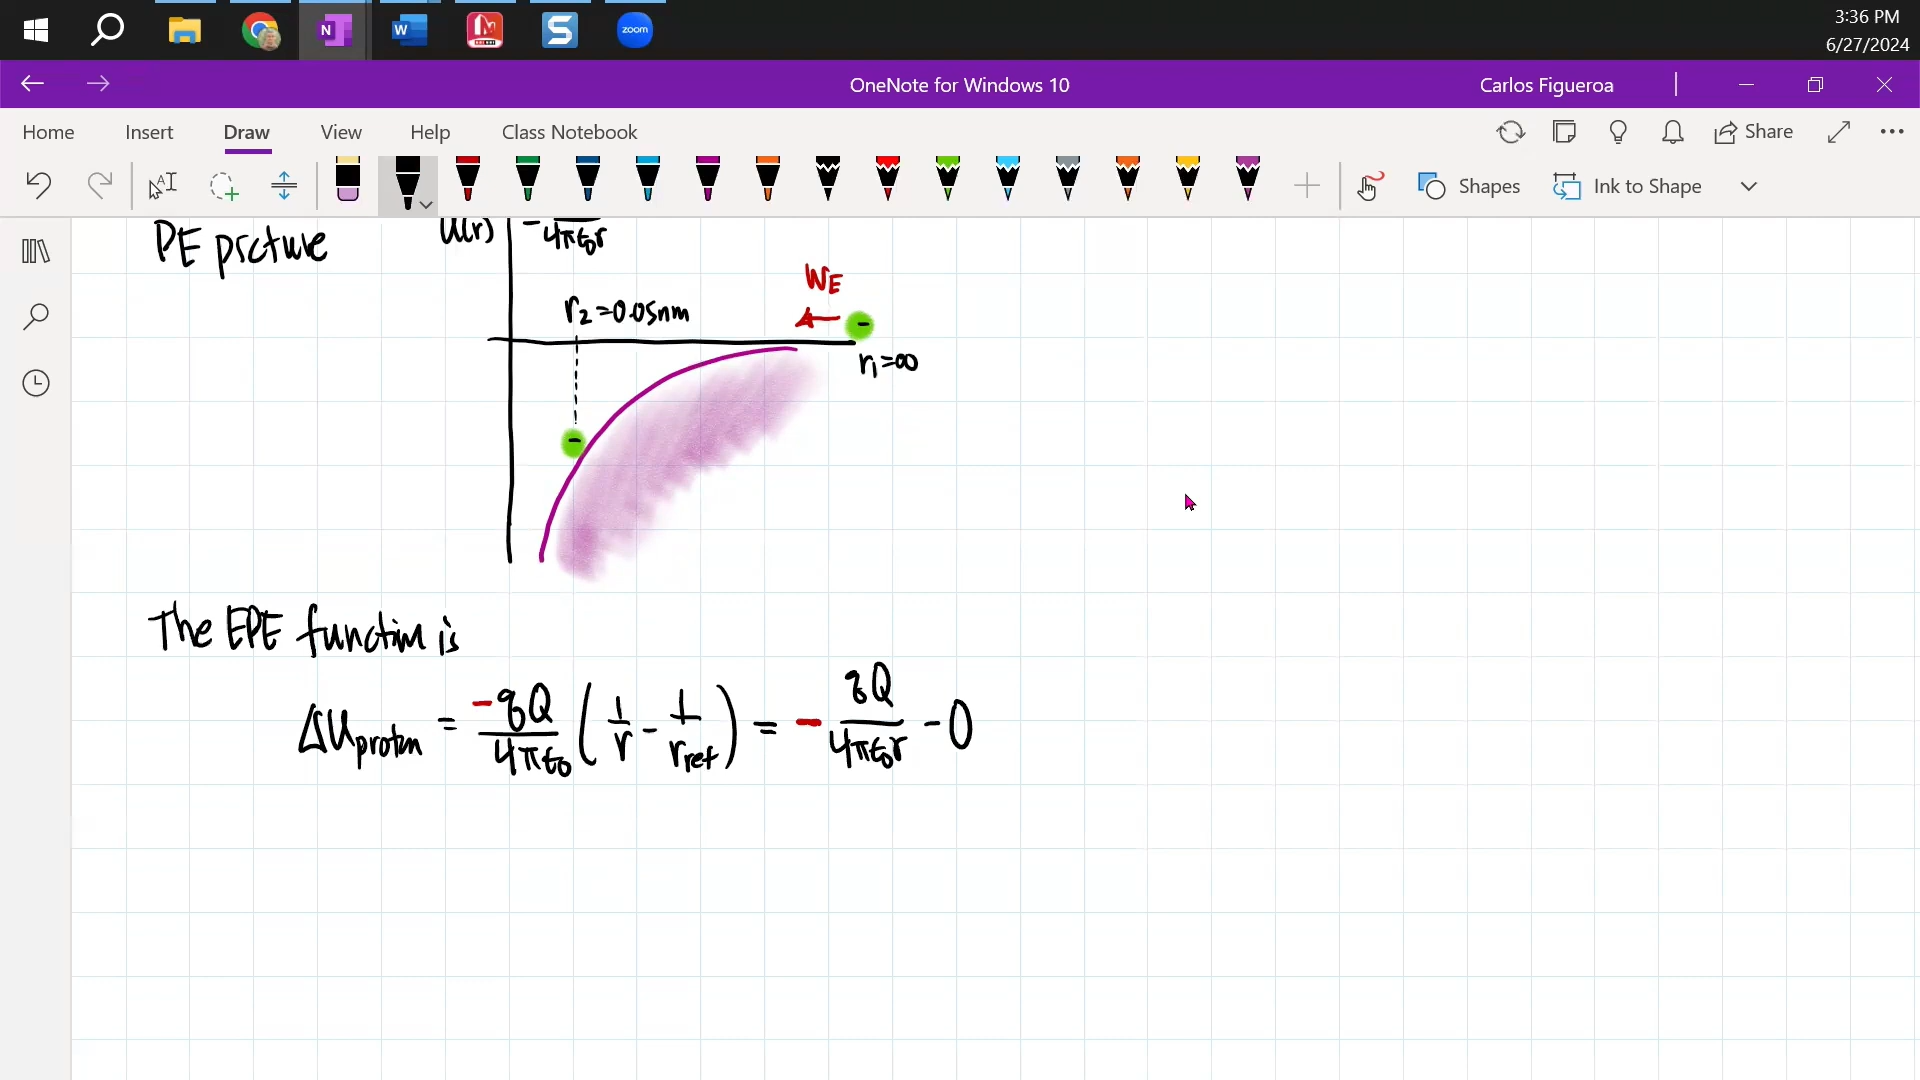 3:36 PM
6/27/2024
N
W
M
S
zoom
OneNote for Windows 10
Carlos Figueroa
Home Insert Draw View Help Class Notebook
Share
Shapes
Ink to Shape
PE picture
U(r)
- 4πε₀r
W_E
r₂=0.05nm
r₁=∞
The EPE function is
ΔU_proton = -qQ/4πε₀ (1/r - 1/r_ref) = - qQ/4πε₀r - 0